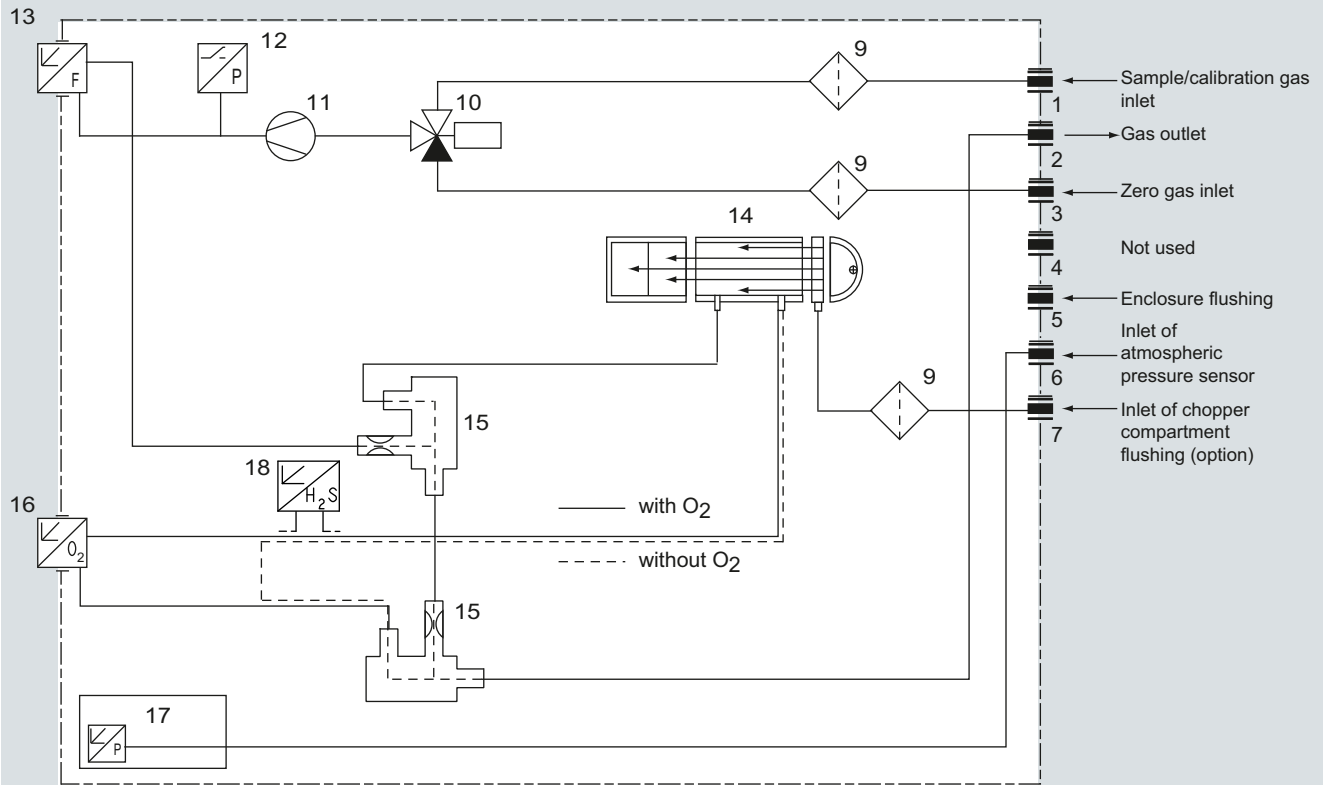 13
F
12
P
11
10
9
Sample/calibration gas
inlet
1
Gas outlet
2
9
Zero gas inlet
3
14
Not used
4
Enclosure flushing
5
Inlet of
atmospheric
pressure sensor
6
9
Inlet of chopper
compartment
flushing (option)
7
15
18
H2S
with O2
16
O2
without O2
15
17
P